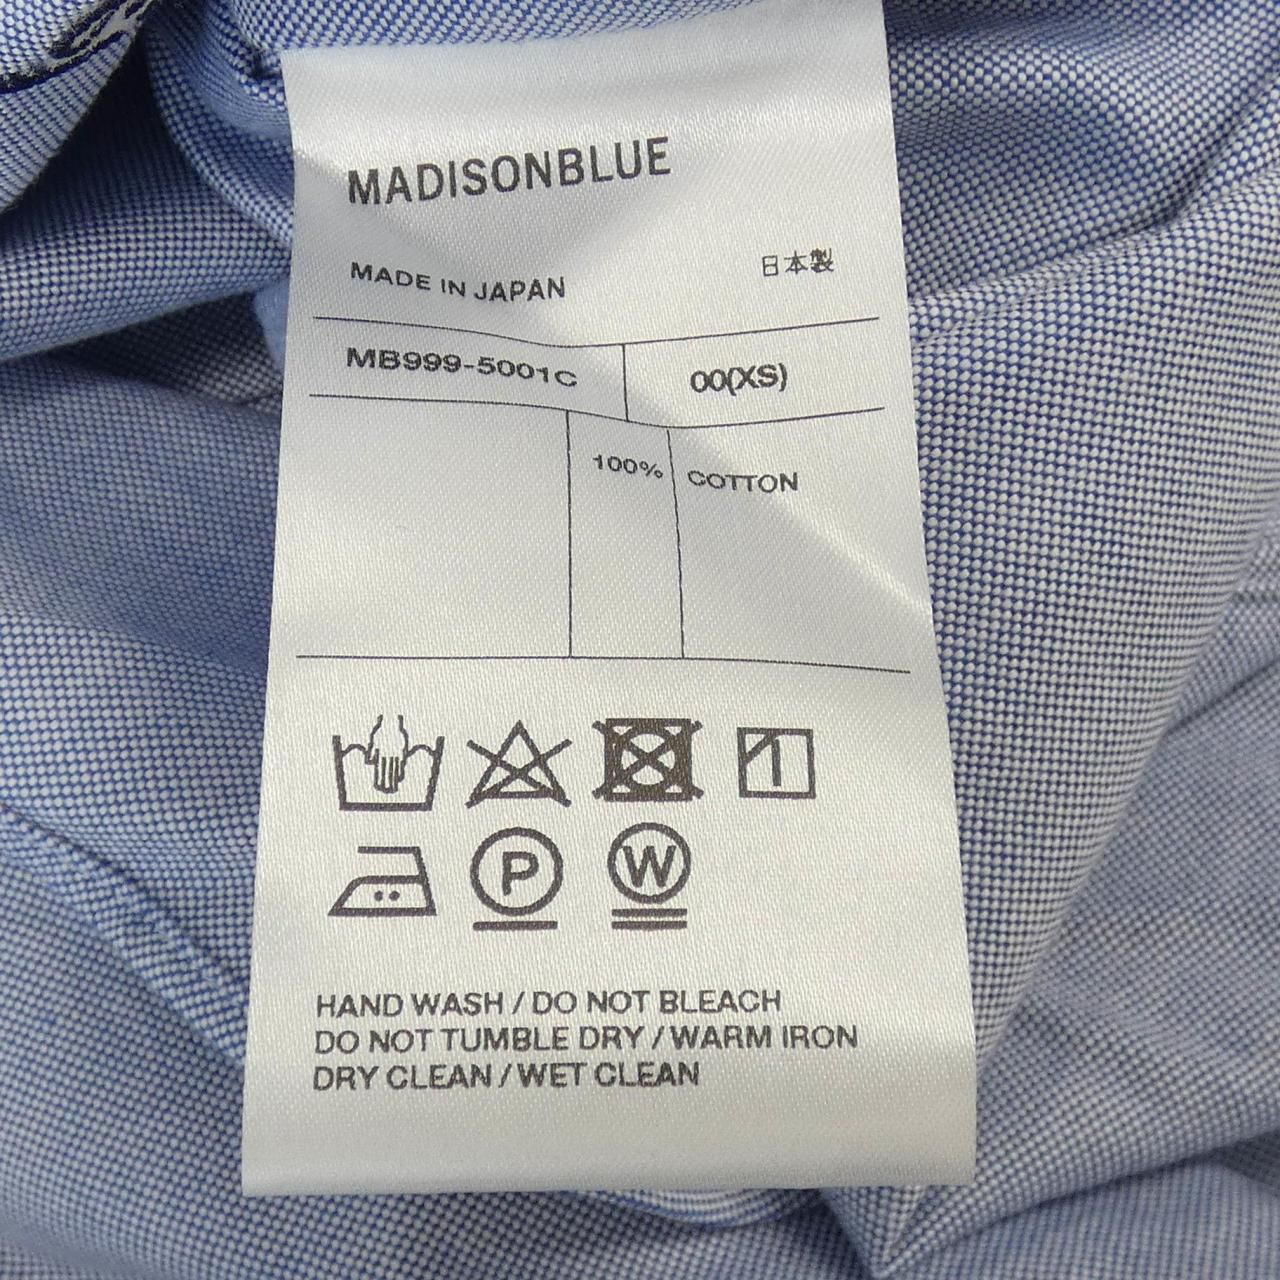 MADISONBLUE
MADE IN JAPAN 日本製
MB999-5001C 00(XS)
100% COTTON
P W
HAND WASH / DO NOT BLEACH
DO NOT TUMBLE DRY / WARM IRON
DRY CLEAN / WET CLEAN